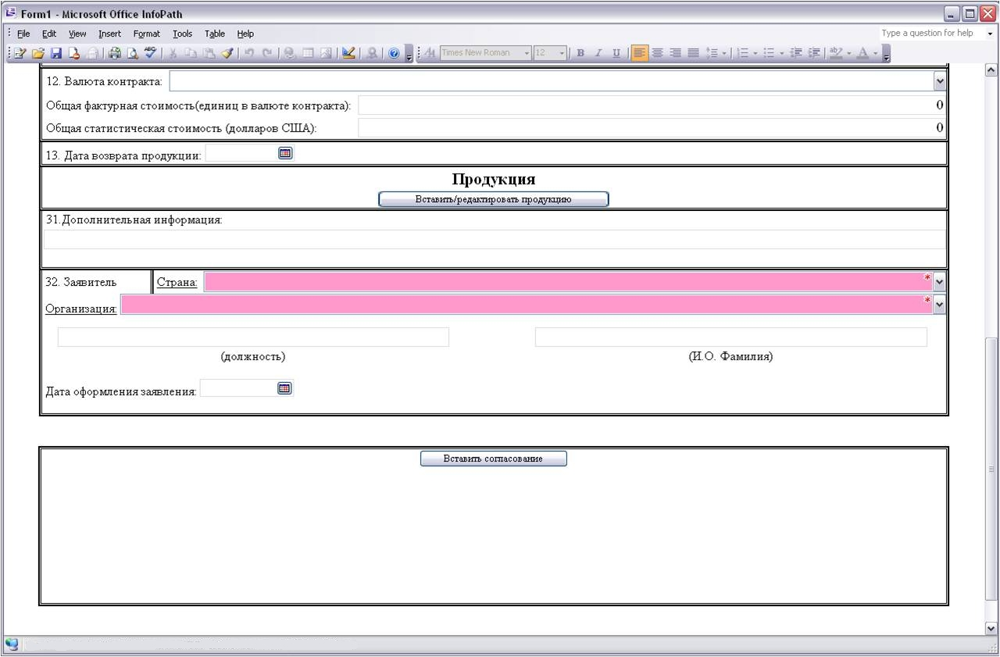 Form1 - Microsoft Office InfoPath
File Edit View Insert Format Tools Table Help
Type a question for help
Times New Roman 12 B I U
12. Валюта контракта:
Общая фактурная стоимость(единиц в валюте контракта): 0
Общая статистическая стоимость (долларов США): 0
13. Дата возврата продукции:
Продукция
Вставить/редактировать продукцию
31.Дополнительная информация:
32. Заявитель Страна: *
Организация: *
(должность) (И.О. Фамилия)
Дата оформления заявления:
Вставить согласование